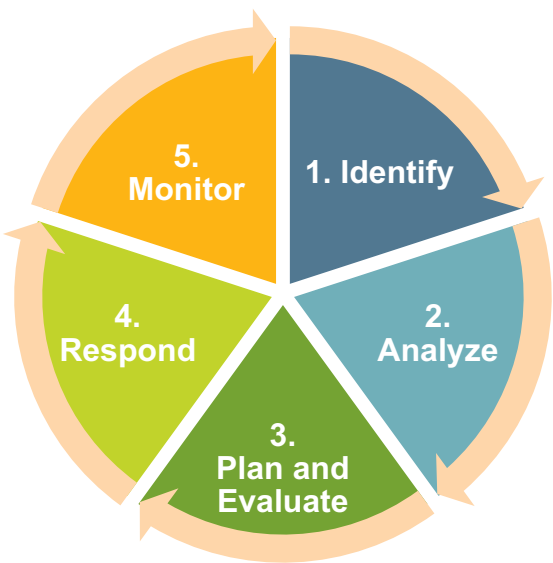 1. Identify
2.
Analyze
3.
Plan and
Evaluate
4.
Respond
5.
Monitor